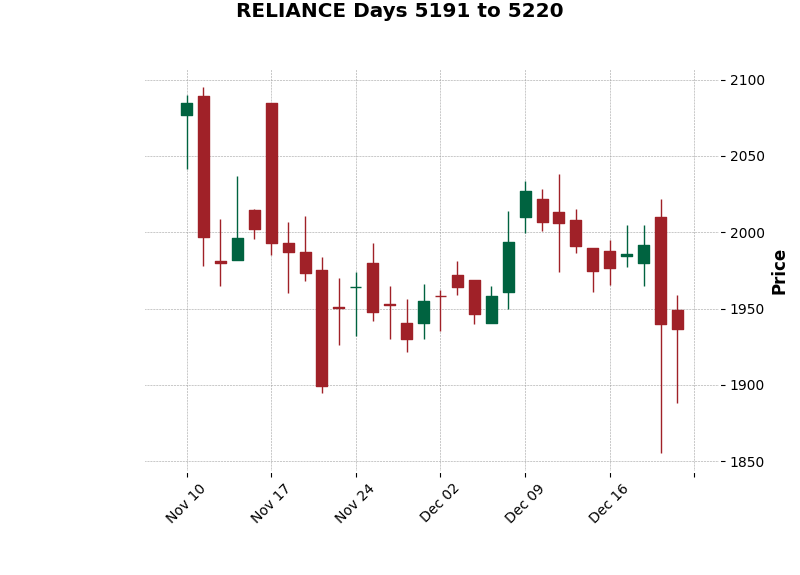 RELIANCE Days 5191 to 5220
2100
2050
2000
1950
1900
1850
Price
Nov 10
Nov 17
Nov 24
Dec 02
Dec 09
Dec 16